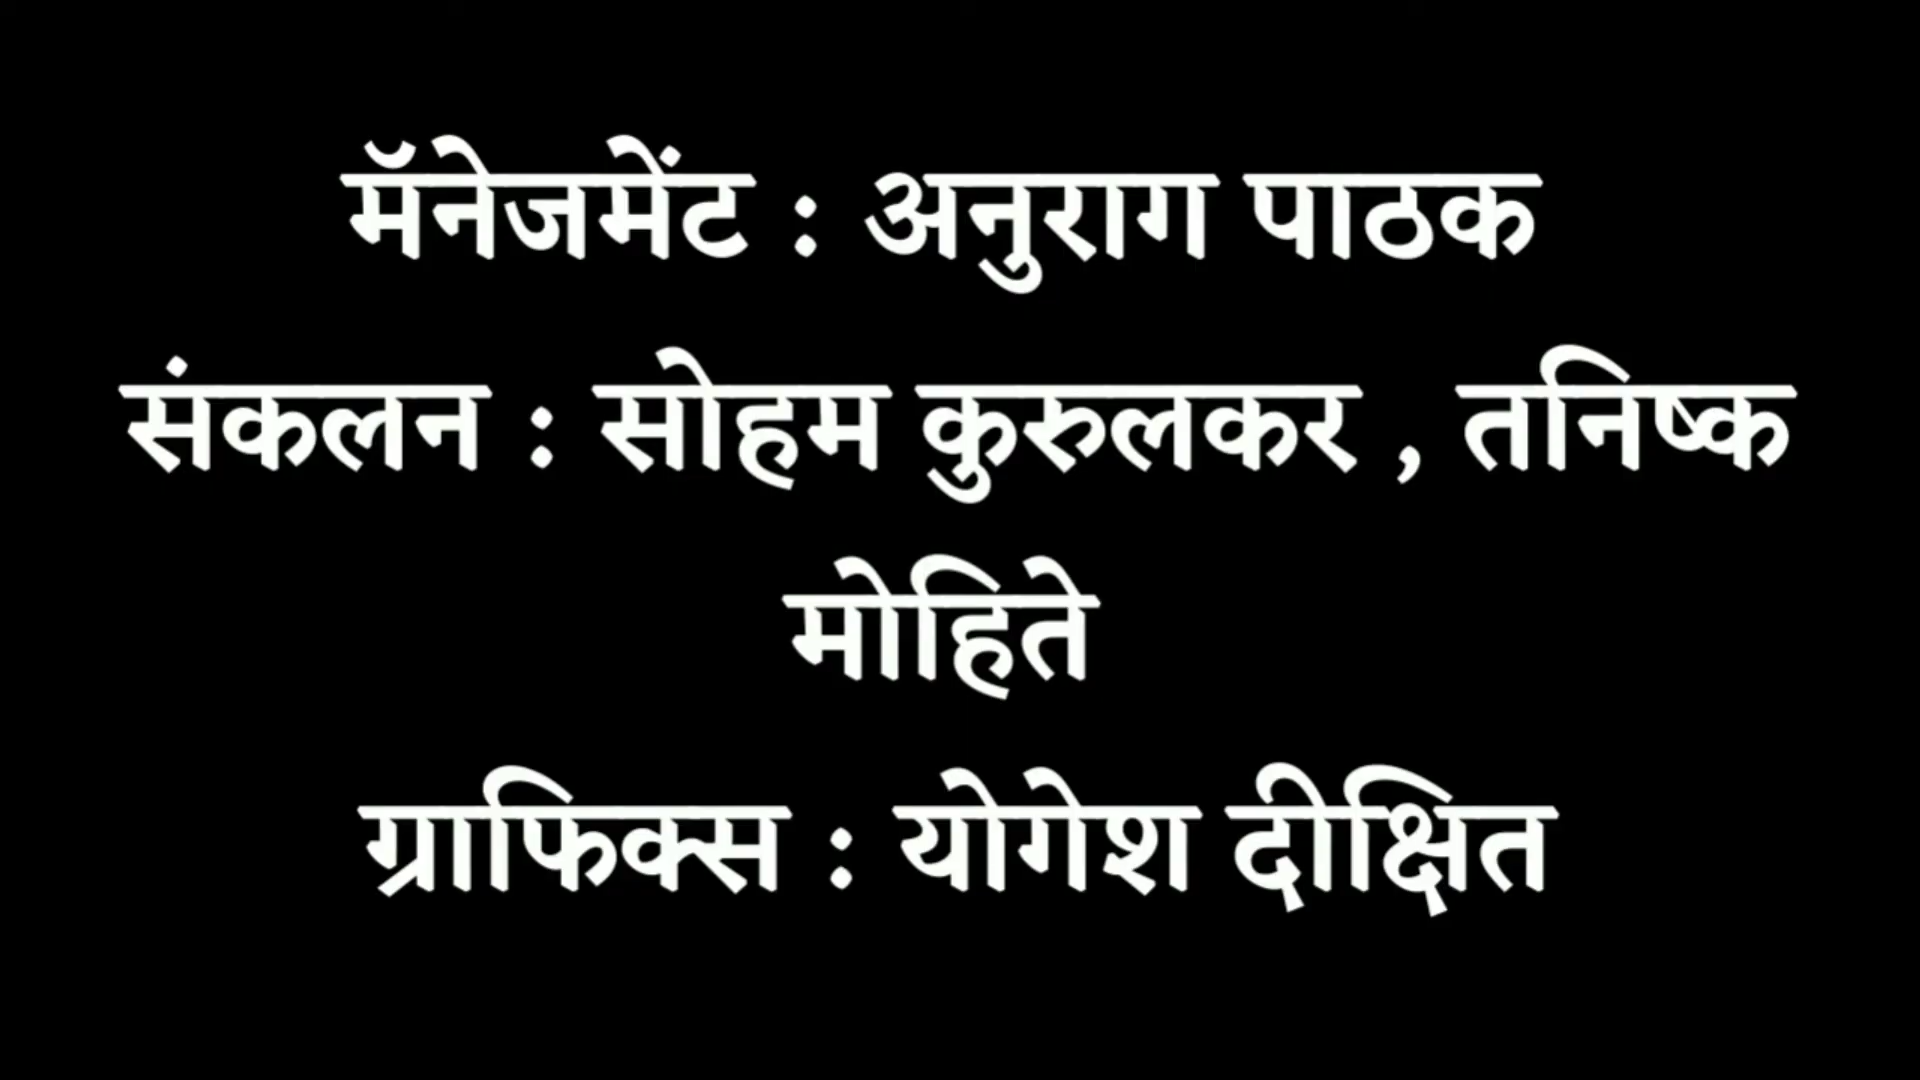 मॅनेजमेंट : अनुराग पाठक
संकलन : सोहम कुरुलकर , तनिष्क
मोहिते
ग्राफिक्स : योगेश दीक्षित